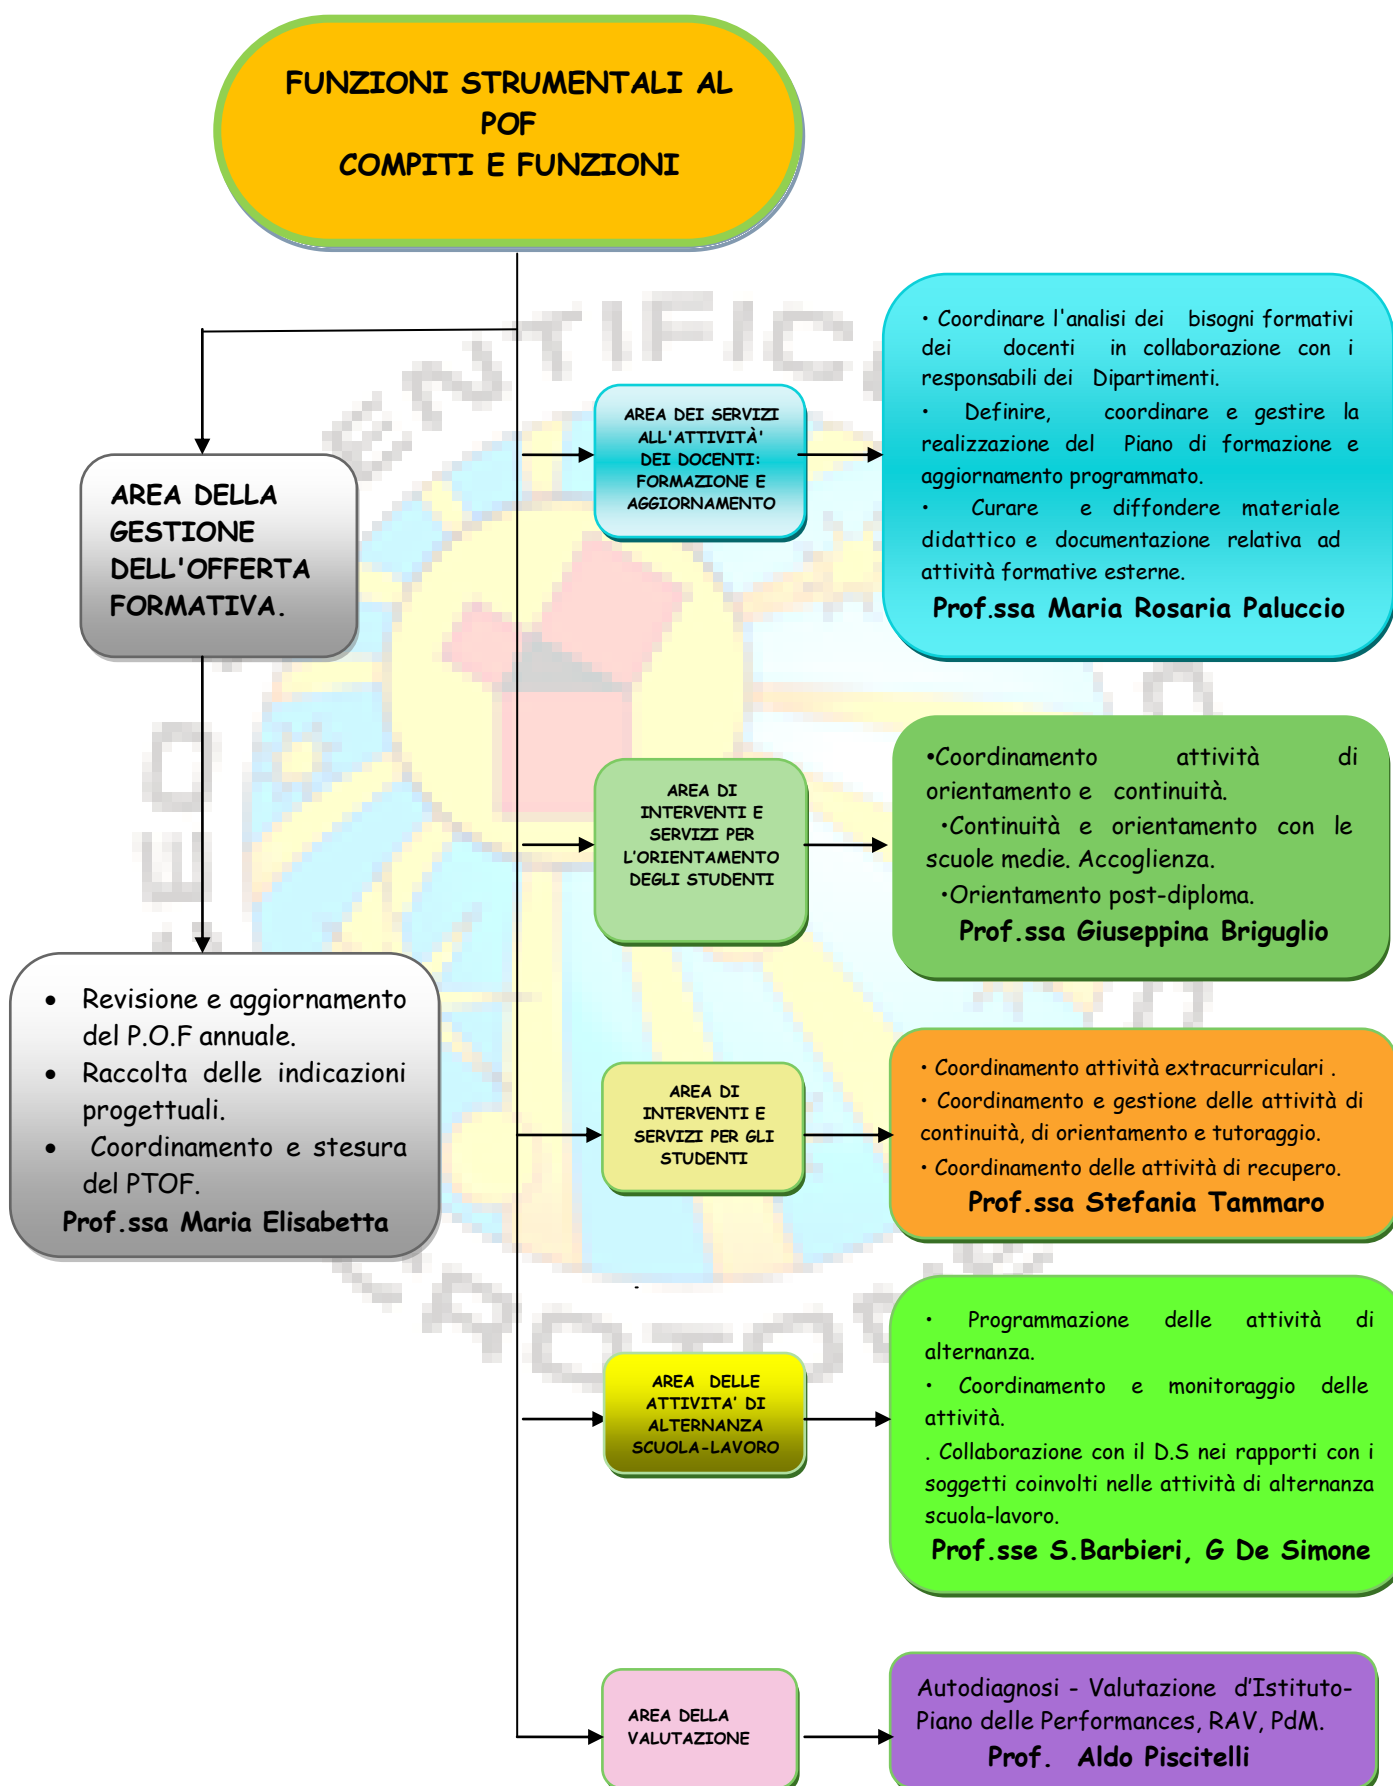 FUNZIONI STRUMENTALI AL
POF
COMPITI E FUNZIONI
AREA DELLA
GESTIONE
DELL'OFFERTA
FORMATIVA.
• Revisione e aggiornamento
del P.O.F annuale.
• Raccolta delle indicazioni
progettuali.
• Coordinamento e stesura
del PTOF.
Prof.ssa Maria Elisabetta
AREA DEI SERVIZI
ALL'ATTIVITÀ'
DEI DOCENTI:
FORMAZIONE E
AGGIORNAMENTO
• Coordinare l'analisi dei bisogni formativi
dei docenti in collaborazione con i
responsabili dei Dipartimenti.
• Definire, coordinare e gestire la
realizzazione del Piano di formazione e
aggiornamento programmato.
• Curare e diffondere materiale
didattico e documentazione relativa ad
attività formative esterne.
Prof.ssa Maria Rosaria Paluccio
AREA DI
INTERVENTI E
SERVIZI PER
L'ORIENTAMENTO
DEGLI STUDENTI
•Coordinamento attività di
orientamento e continuità.
•Continuità e orientamento con le
scuole medie. Accoglienza.
•Orientamento post-diploma.
Prof.ssa Giuseppina Briguglio
AREA DI
INTERVENTI E
SERVIZI PER GLI
STUDENTI
• Coordinamento attività extracurriculari .
• Coordinamento e gestione delle attività di
continuità, di orientamento e tutoraggio.
• Coordinamento delle attività di recupero.
Prof.ssa Stefania Tammaro
AREA DELLE
ATTIVITA' DI
ALTERNANZA
SCUOLA-LAVORO
• Programmazione delle attività di
alternanza.
• Coordinamento e monitoraggio delle
attività.
. Collaborazione con il D.S nei rapporti con i
soggetti coinvolti nelle attività di alternanza
scuola-lavoro.
Prof.sse S.Barbieri, G De Simone
AREA DELLA
VALUTAZIONE
Autodiagnosi - Valutazione d'Istituto-
Piano delle Performances, RAV, PdM.
Prof. Aldo Piscitelli